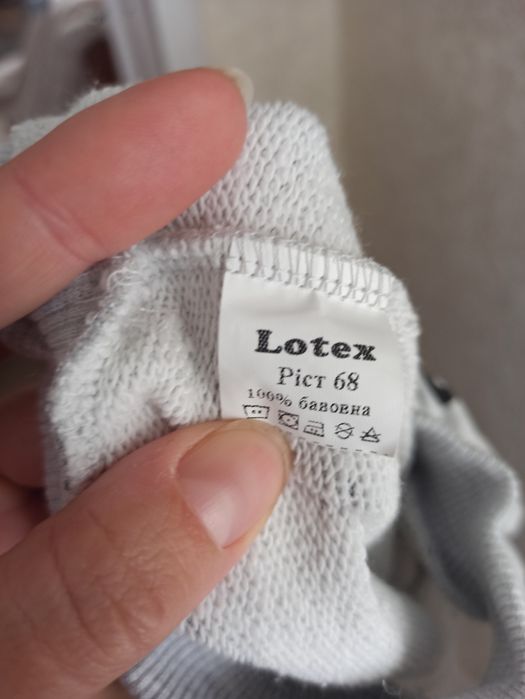 Lotex
Ріст 68
100% бавовна